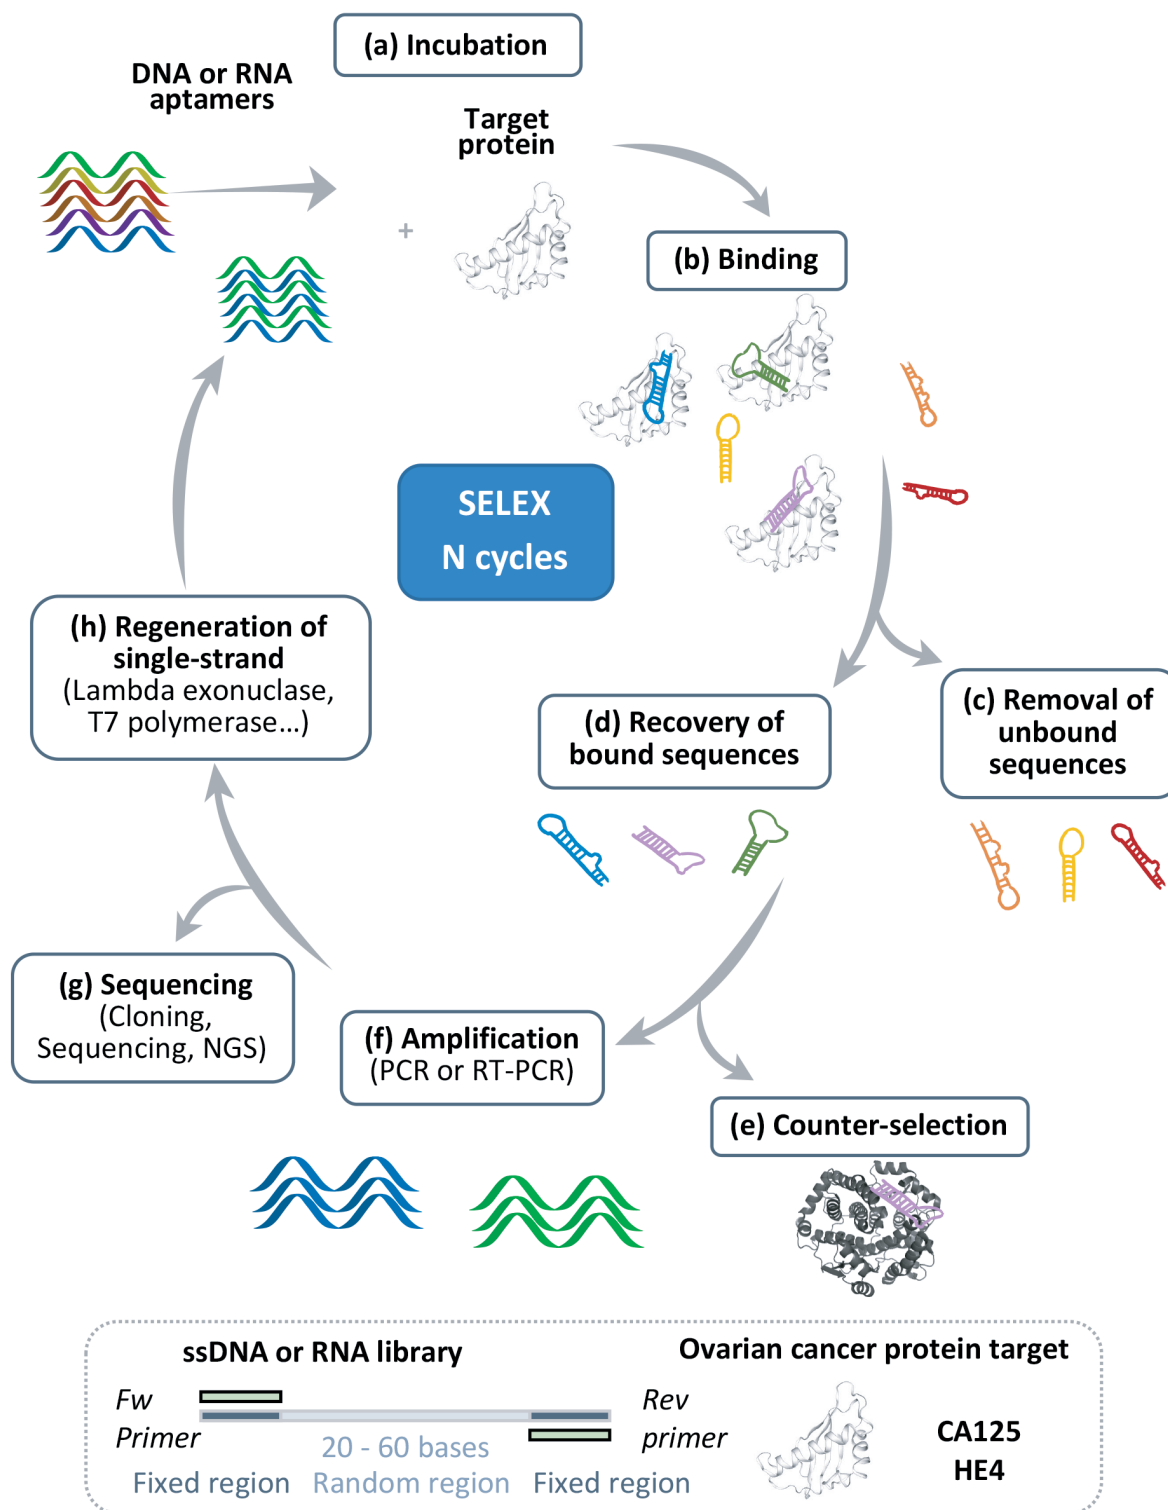 (a) Incubation
DNA or RNA
aptamers
Target
protein
+
(b) Binding
SELEX
N cycles
(h) Regeneration of
single-strand
(Lambda exonuclase,
T7 polymerase...)
(d) Recovery of
bound sequences
(c) Removal of
unbound
sequences
(g) Sequencing
(Cloning,
Sequencing, NGS)
(f) Amplification
(PCR or RT-PCR)
(e) Counter-selection
ssDNA or RNA library
Fw
Primer
Rev
primer
20 - 60 bases
Fixed region
Random region
Fixed region
Ovarian cancer protein target
CA125
HE4